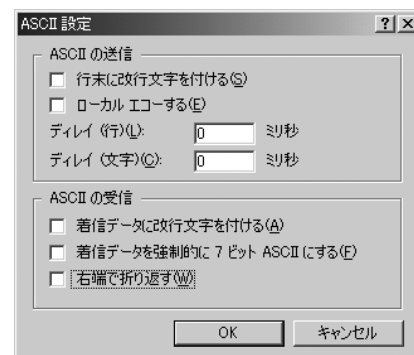 ASCII 設定
ASCII の送信
行末に改行文字を付ける(S)
ローカル エコーする(E)
ディレイ (行)(L): 0 ミリ秒
ディレイ (文字)(C): 0 ミリ秒
ASCII の受信
着信データに改行文字を付ける(A)
着信データを強制的に 7 ビット ASCII にする(F)
右端で折り返す(W)
OK キャンセル